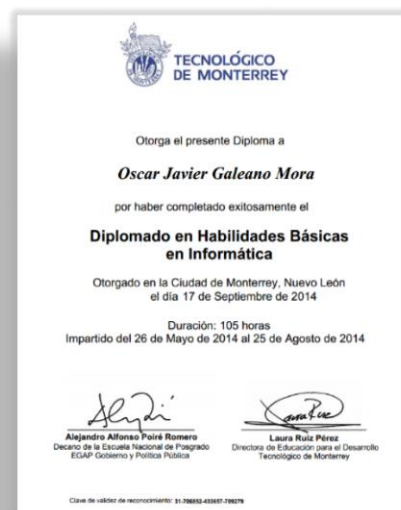 TECNOLÓGICO
DE MONTERREY
Otorga el presente Diploma a
Oscar Javier Galeano Mora
por haber completado exitosamente el
Diplomado en Habilidades Básicas
en Informática
Otorgado en la Ciudad de Monterrey, Nuevo León
el día 17 de Septiembre de 2014
Duración: 105 horas
Impartido del 26 de Mayo de 2014 al 25 de Agosto de 2014
Alejandro Alfonso Poiré Romero
Decano de la Escuela Nacional de Posgrado
EGAP Gobierno y Política Pública
Laura Ruiz Pérez
Directora de Educación para el Desarrollo
Tecnológico de Monterrey
Clave de validez de reconocimiento: